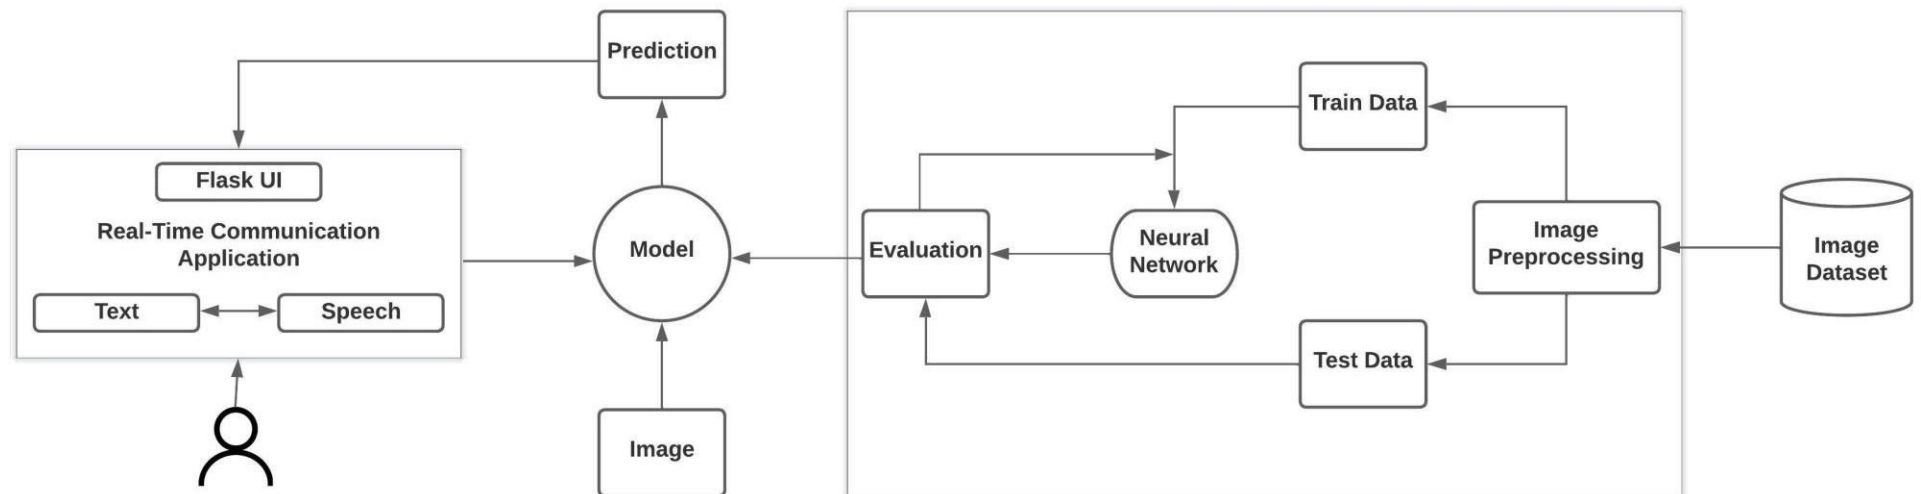 Prediction
Flask UI
Real-Time Communication
Application
Text
Speech
Model
Image
Evaluation
Neural
Network
Train Data
Test Data
Image
Preprocessing
Image
Dataset